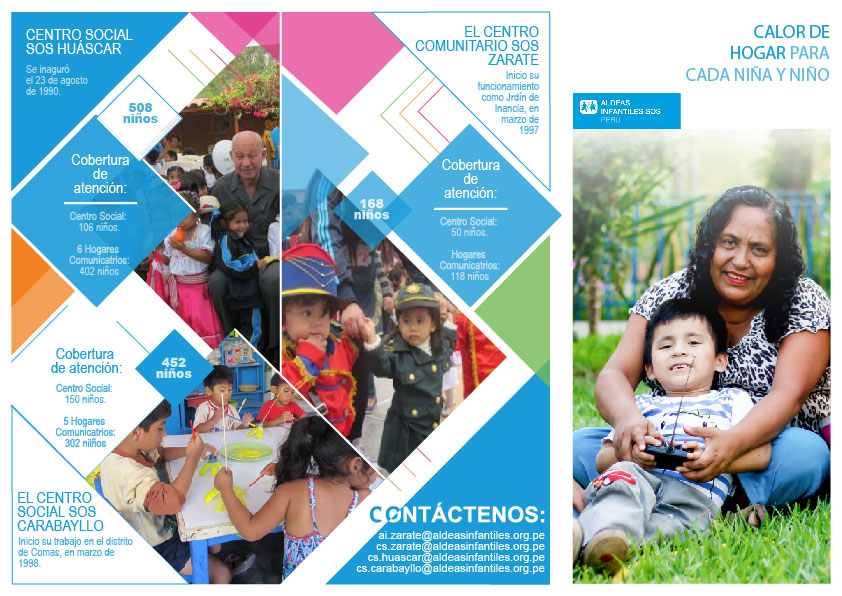 CENTRO SOCIAL
SOS HUÁSCAR
Se inaguró
el 23 de agosto
de 1990.
508
niños
Cobertura
de
atención:
Centro Social:
106 niños.
6 Hogares
Comunicatrios:
402 niños
Cobertura
de atención:
Centro Social:
150 niños.
5 Hogares
Comunicatrios:
302 niños
452
niños
EL CENTRO
SOCIAL SOS
CARABAYLLO
Inicio su trabajo en el distrito
de Comas, en marzo de
1998.
EL CENTRO
COMUNITARIO SOS
ZARATE
Inicio su
funcionamiento
como Jrdín de
Inancia, en
marzo de
1997
168
niños
Cobertura
de
atención:
Centro Social:
50 niños.
Hogares
Comunicatrios:
118 niños
CONTÁCTENOS:
ai.zarate@aldeasinfantiles.org.pe
cs.zarate@aldeasinfantiles.org.pe
cs.huascar@aldeasinfantiles.org.pe
cs.carabayllo@aldeasinfantiles.org.pe
CALOR DE
HOGAR PARA
CADA NIÑA Y NIÑO
ALDEAS
INFANTILES SOS
PERÚ